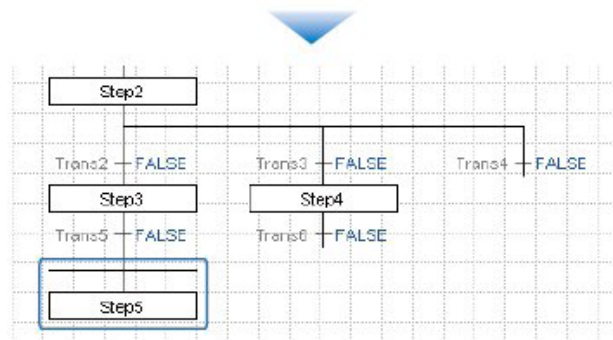 Step2
Trans2 FALSE Trans3 FALSE Trans4 FALSE
Step3 Step4
Trans5 FALSE Trans6 FALSE
Step5